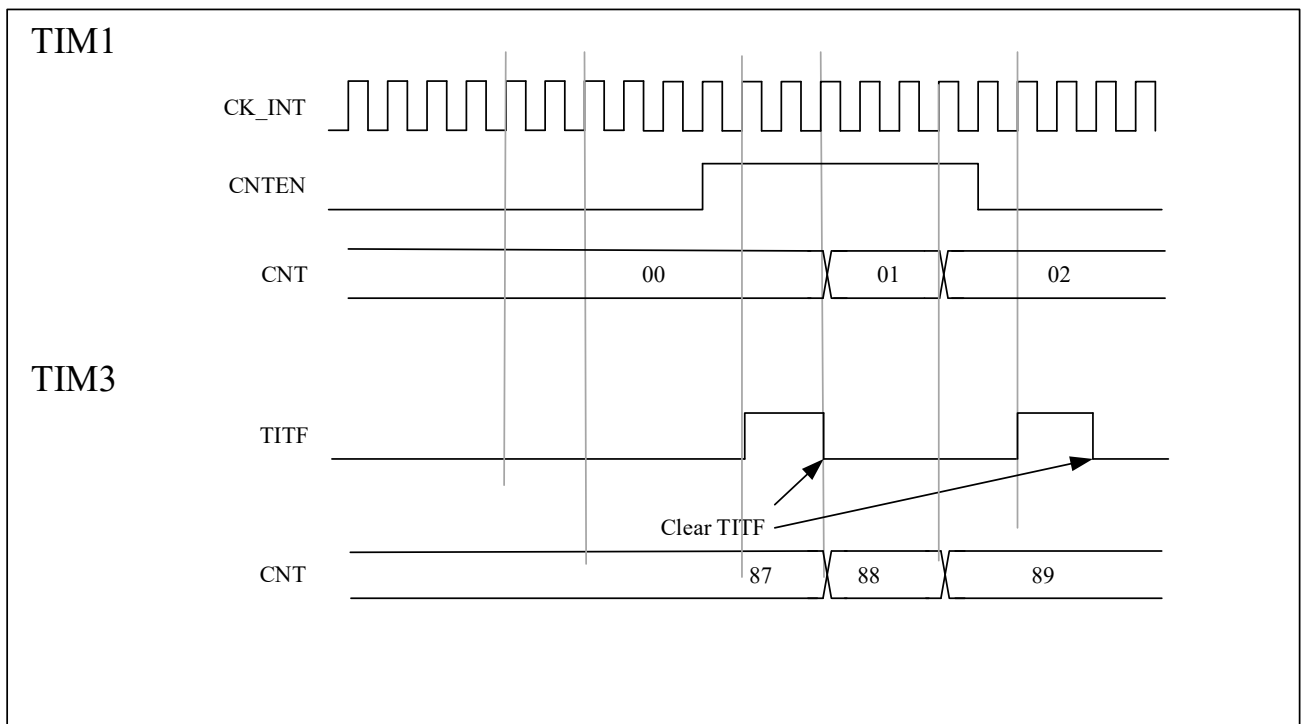 TIM1
CK_INT
CNTEN
CNT 00 01 02
TIM3
TITF
Clear TITF
CNT 87 88 89